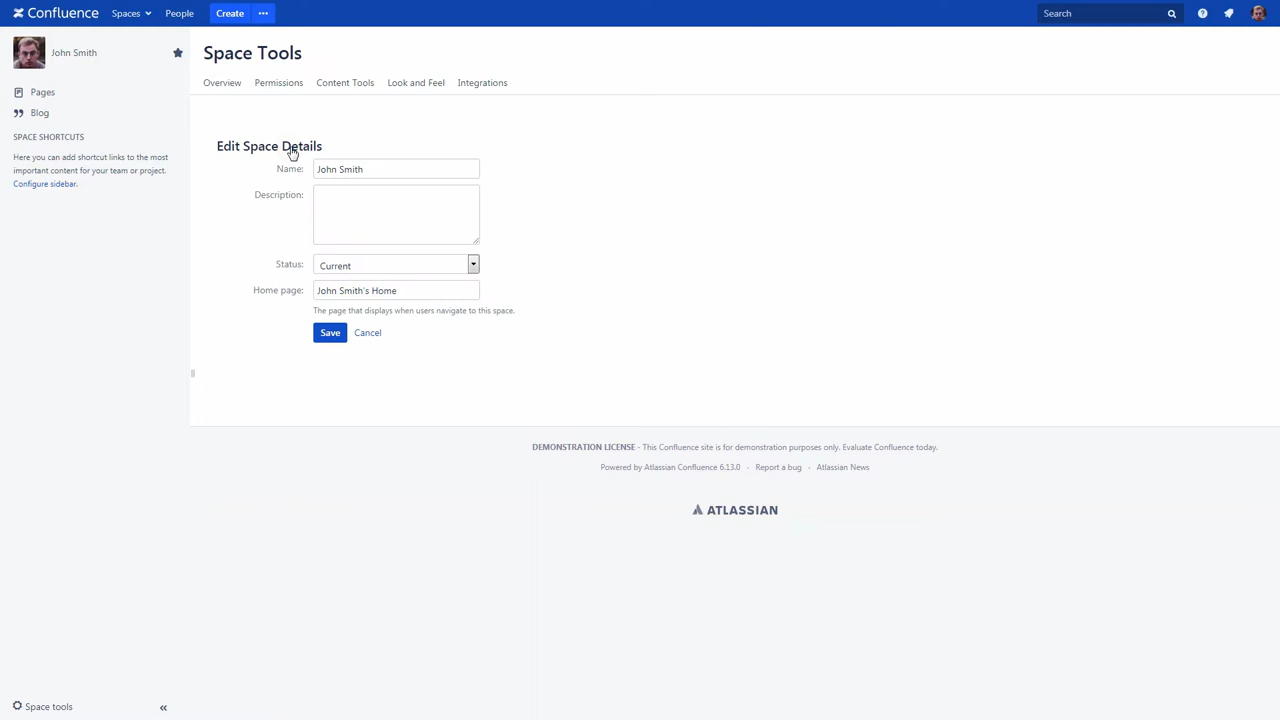 Confluence Spaces People Create ••• Search
John Smith
Pages
Blog
SPACE SHORTCUTS
Here you can add shortcut links to the most
important content for your team or project.
Configure sidebar.
Space tools
Space Tools
Overview Permissions Content Tools Look and Feel Integrations
Edit Space Details
Name: John Smith
Description:
Status: Current
Home page: John Smith's Home
The page that displays when users navigate to this space.
Save Cancel
DEMONSTRATION LICENSE - This Confluence site is for demonstration purposes only. Evaluate Confluence today.
Powered by Atlassian Confluence 6.13.0 · Report a bug · Atlassian News
ATLASSIAN